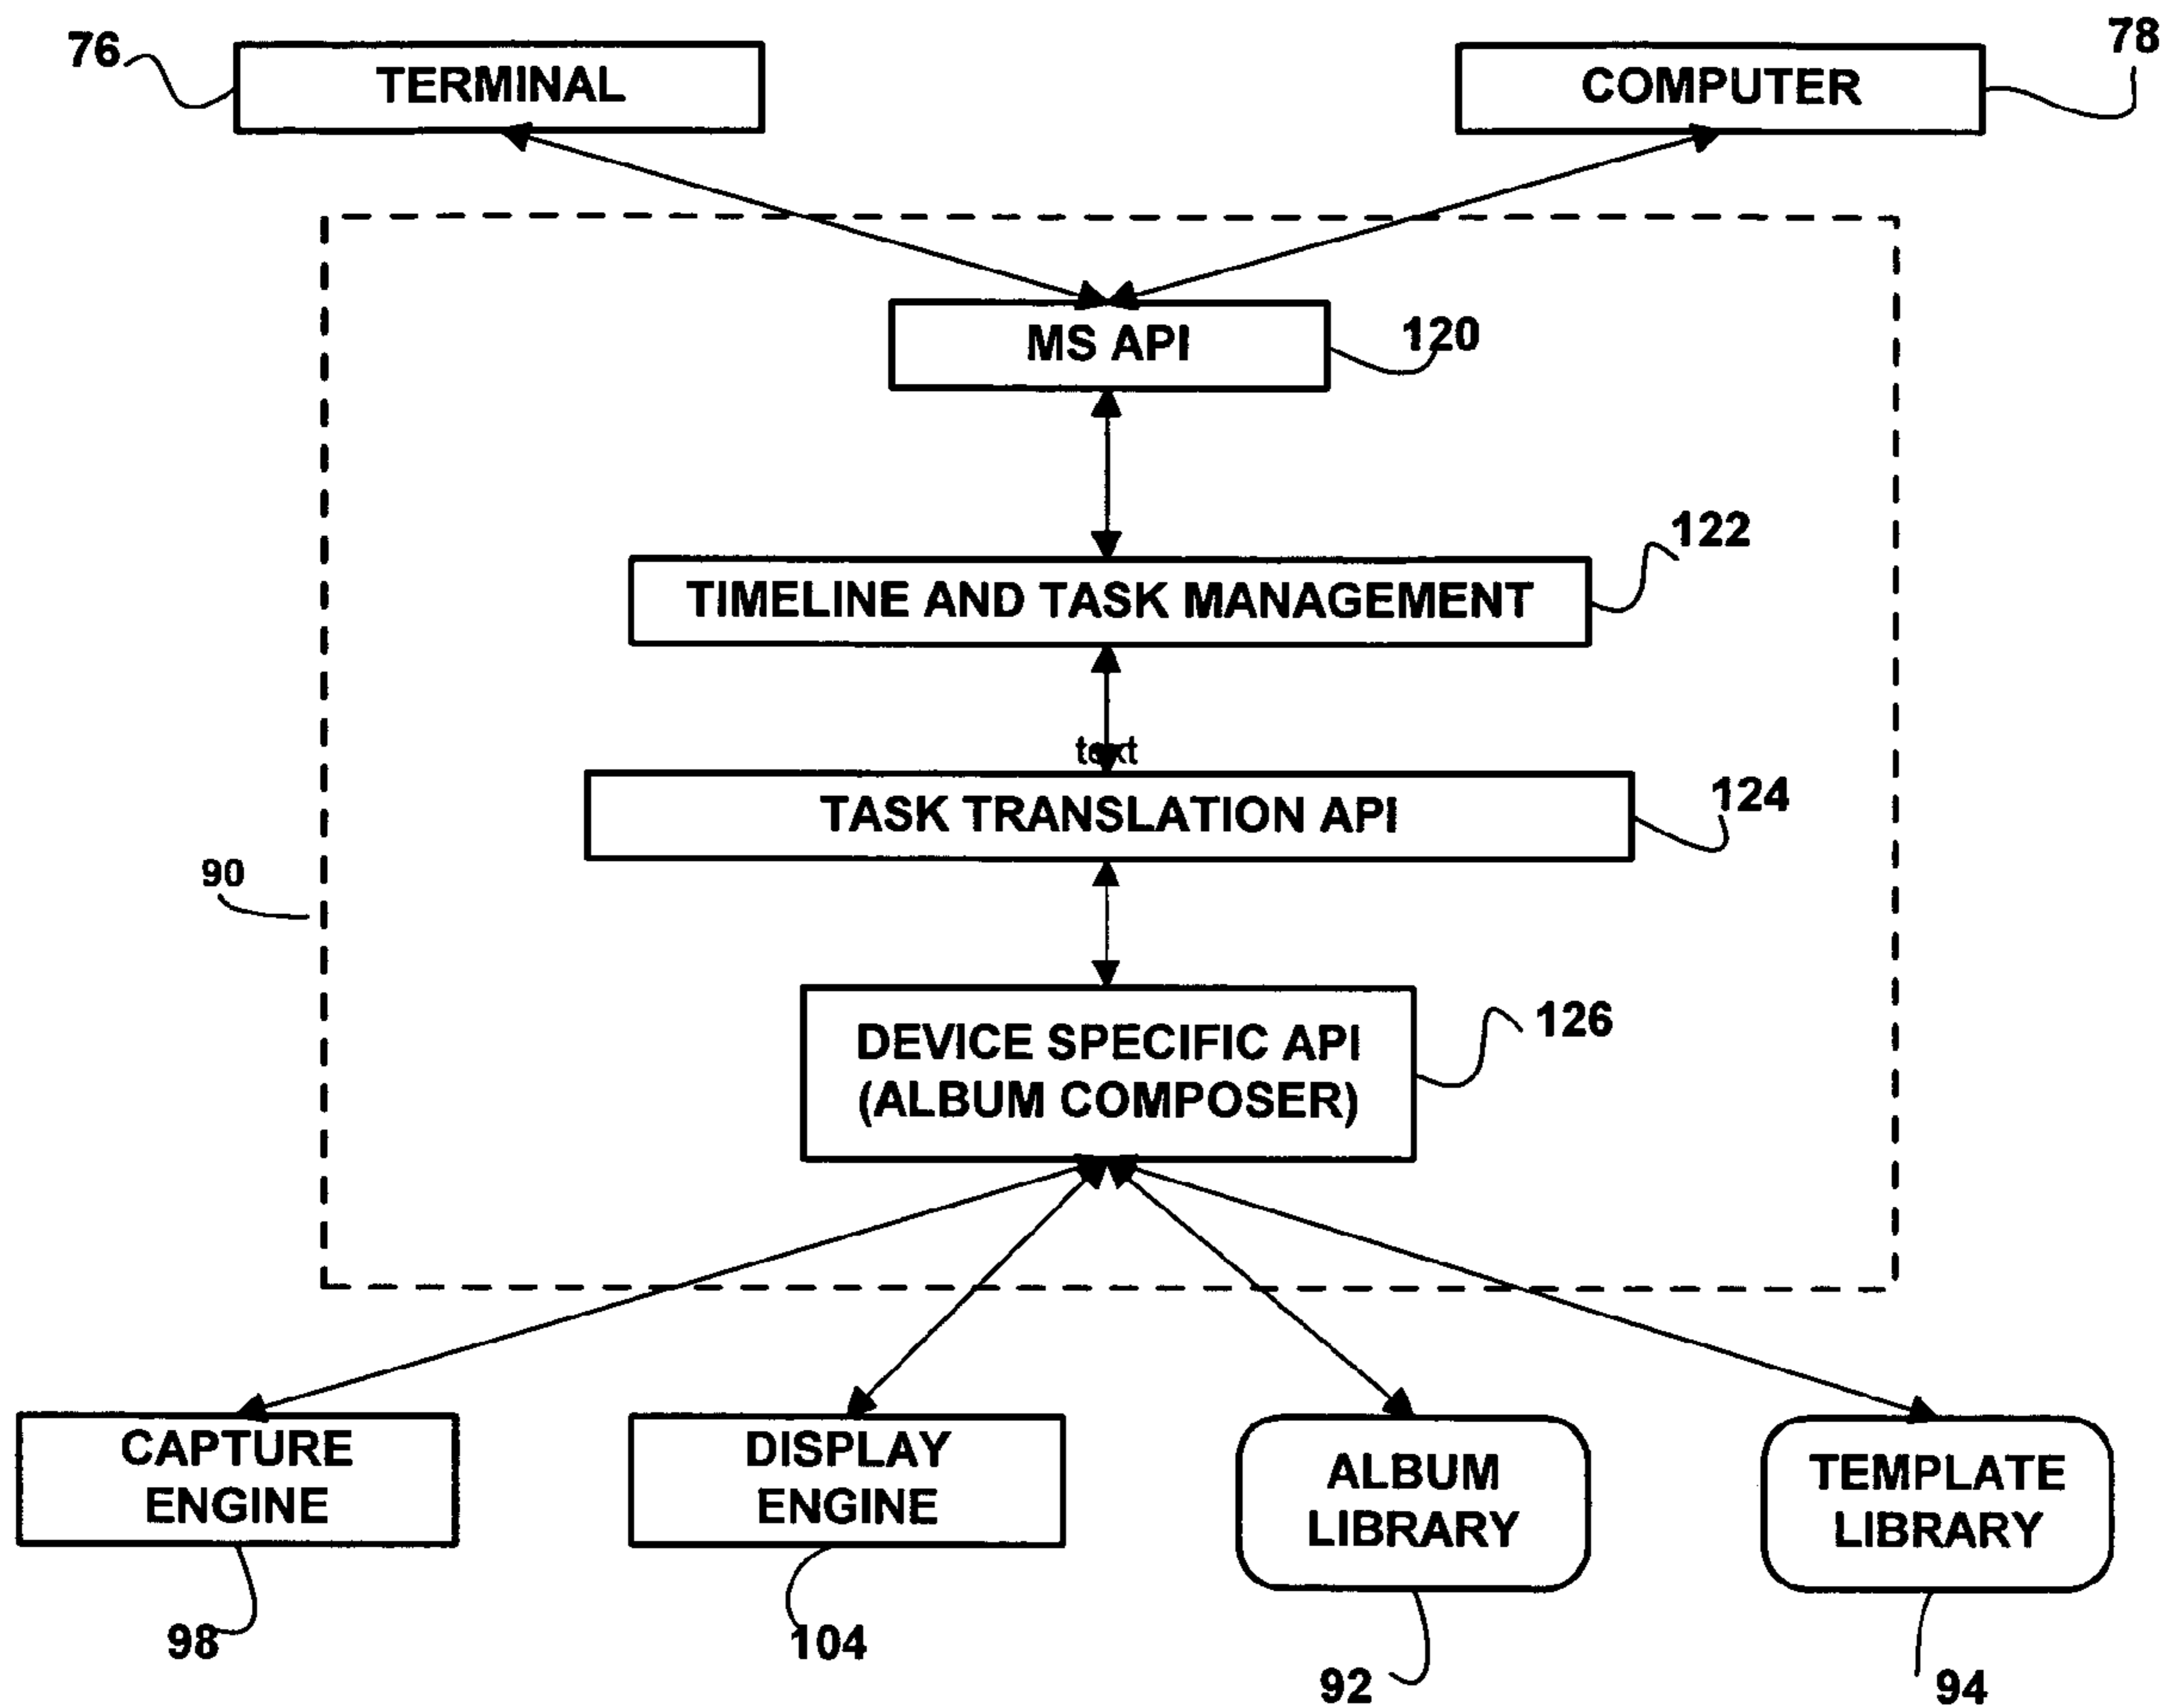 76
TERMINAL
COMPUTER
78
MS API
120
TIMELINE AND TASK MANAGEMENT
122
text
TASK TRANSLATION API
124
90
DEVICE SPECIFIC API
(ALBUM COMPOSER)
126
CAPTURE
ENGINE
98
DISPLAY
ENGINE
104
ALBUM
LIBRARY
92
TEMPLATE
LIBRARY
94